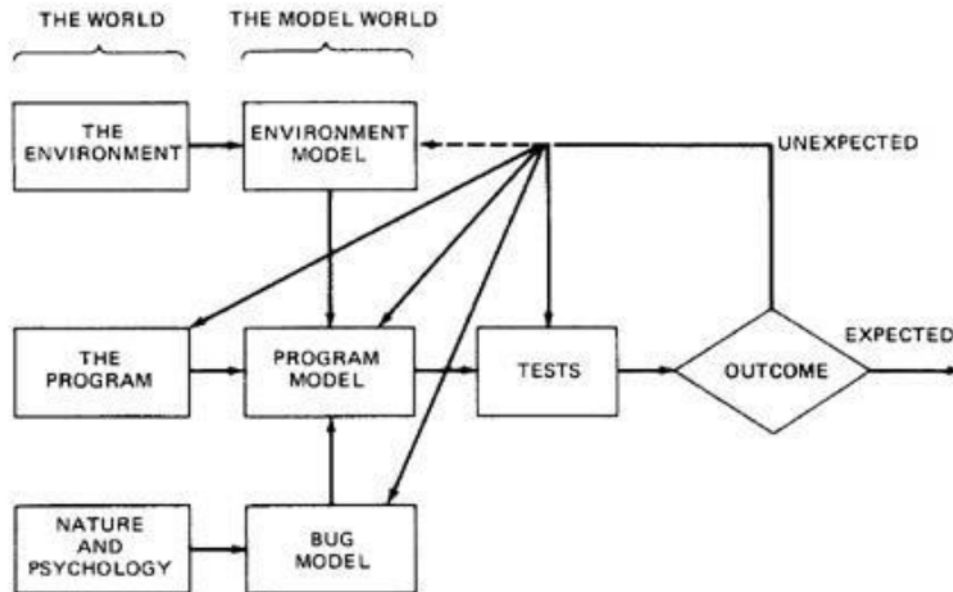 THE WORLD
THE MODEL WORLD
THE
ENVIRONMENT
ENVIRONMENT
MODEL
UNEXPECTED
THE
PROGRAM
PROGRAM
MODEL
TESTS
OUTCOME
EXPECTED
NATURE
AND
PSYCHOLOGY
BUG
MODEL